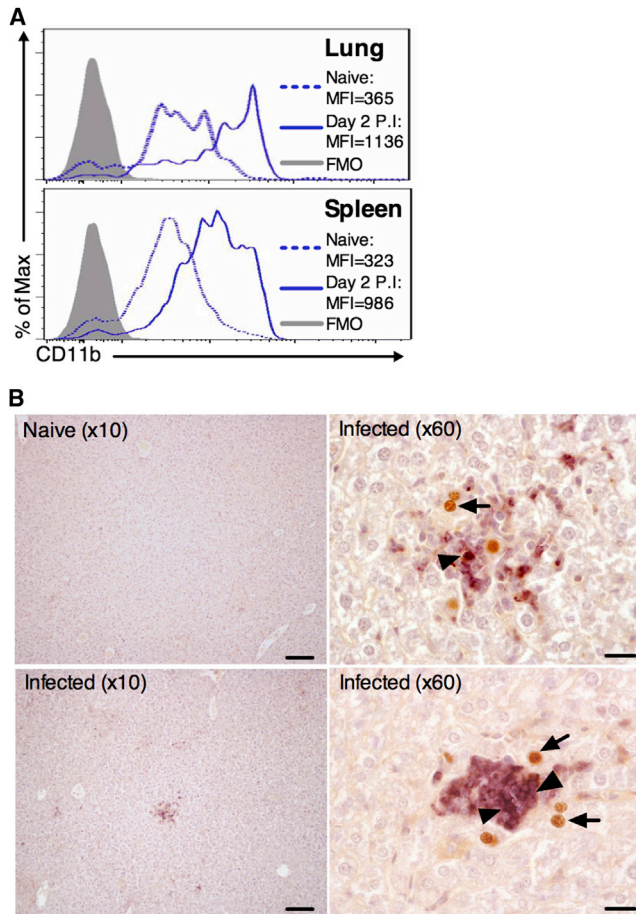 A
Lung
Naive:
MFI=365
Day 2 P.I:
MFI=1136
FMO
Spleen
Naive:
MFI=323
Day 2 P.I:
MFI=986
FMO
% of Max
CD11b
B
Naive (x10)
Infected (x60)
Infected (x10)
Infected (x60)